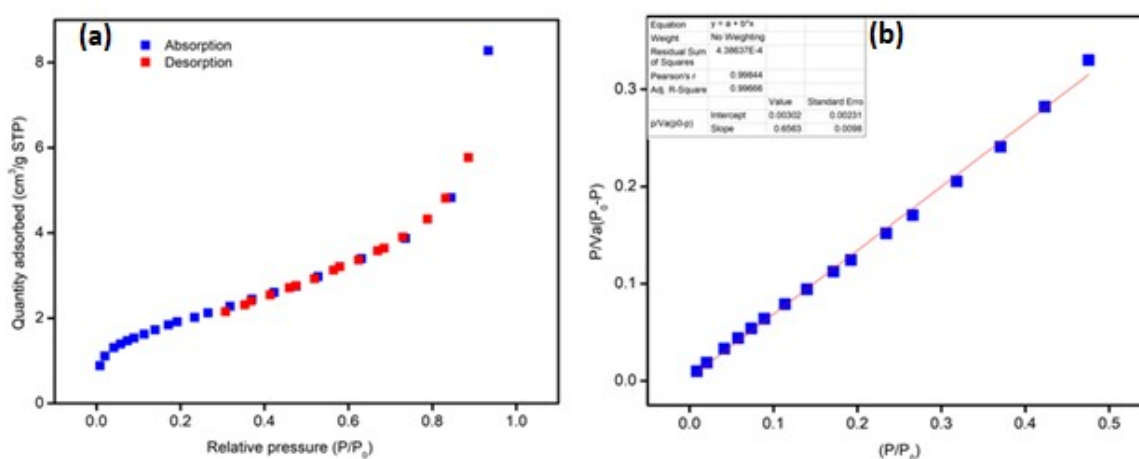 (a)
Absorption
Desorption
Quantity adsorbed (cm³/g STP)
8
6
4
2
0
0.0 0.2 0.4 0.6 0.8 1.0
Relative pressure (P/P₀)
(b)
Equation y = a + b*x
Weight No Weighting
Residual Sum of Squares 4.38637E-4
Pearson's r 0.99844
Adj. R-Square 0.99666
Value Standard Erro
p/Va(p0-p) Intercept 0.00302 0.00231
Slope 0.6563 0.0098
P/Va(P₀-P)
0.3
0.2
0.1
0.0
0.0 0.1 0.2 0.3 0.4 0.5
(P/P₀)